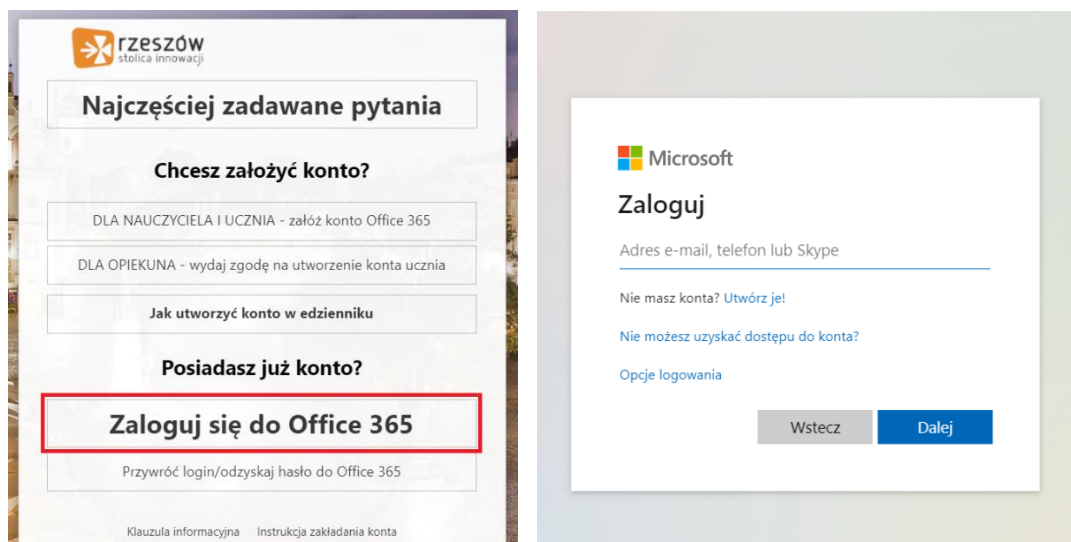 rzeszów
stolica innowacji
Najczęściej zadawane pytania
Chcesz założyć konto?
DLA NAUCZYCIELA I UCZNIA - załóż konto Office 365
DLA OPIEKUNA - wydaj zgodę na utworzenie konta ucznia
Jak utworzyć konto w edzienniku
Posiadasz już konto?
Zaloguj się do Office 365
Przywróć login/odzyskaj hasło do Office 365
Klauzula informacyjna Instrukcja zakładania konta
Microsoft
Zaloguj
Adres e-mail, telefon lub Skype
Nie masz konta? Utwórz je!
Nie możesz uzyskać dostępu do konta?
Opcje logowania
Wstecz Dalej